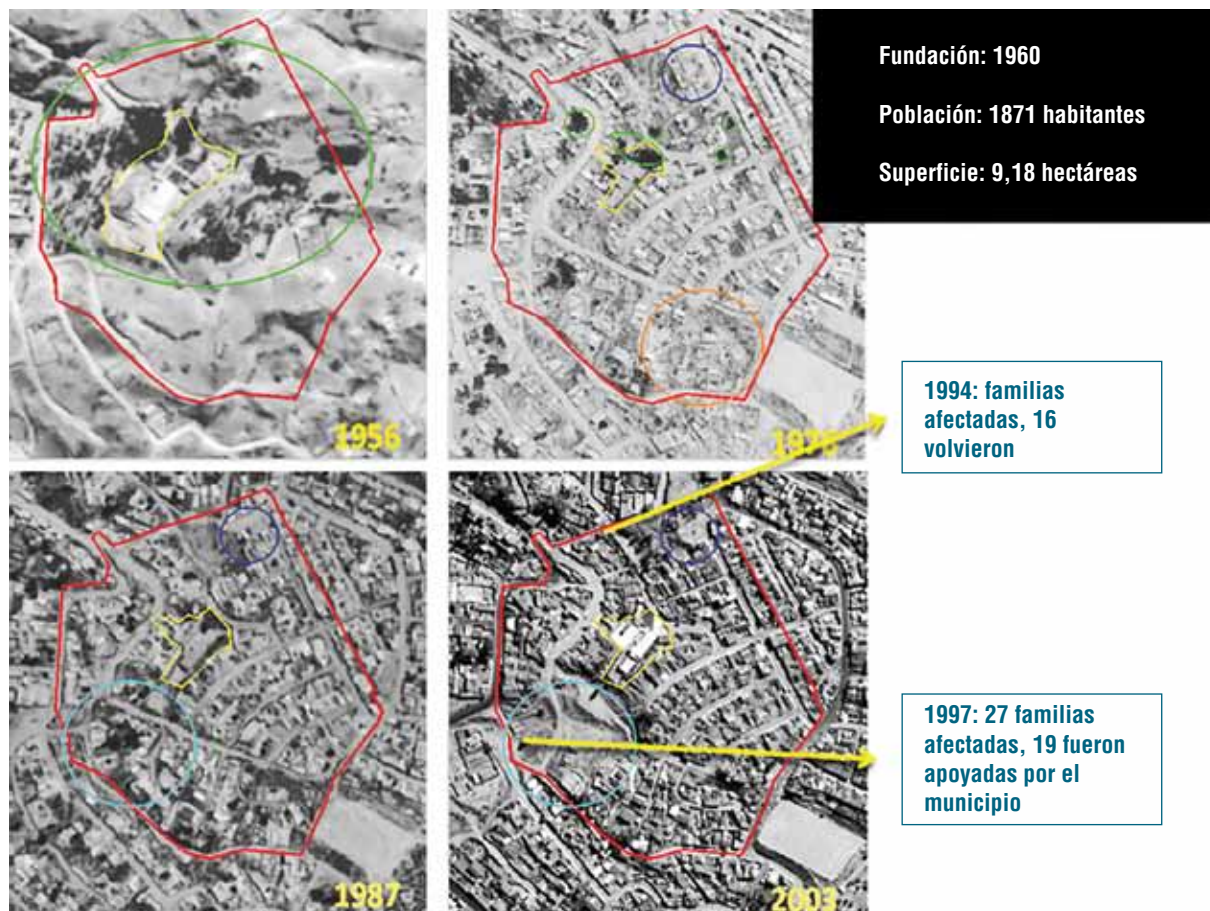 Fundación: 1960
Población: 1871 habitantes
Superficie: 9,18 hectáreas
1956
1976
1994: familias
afectadas, 16
volvieron
1987
2003
1997: 27 familias
afectadas, 19 fueron
apoyadas por el
municipio